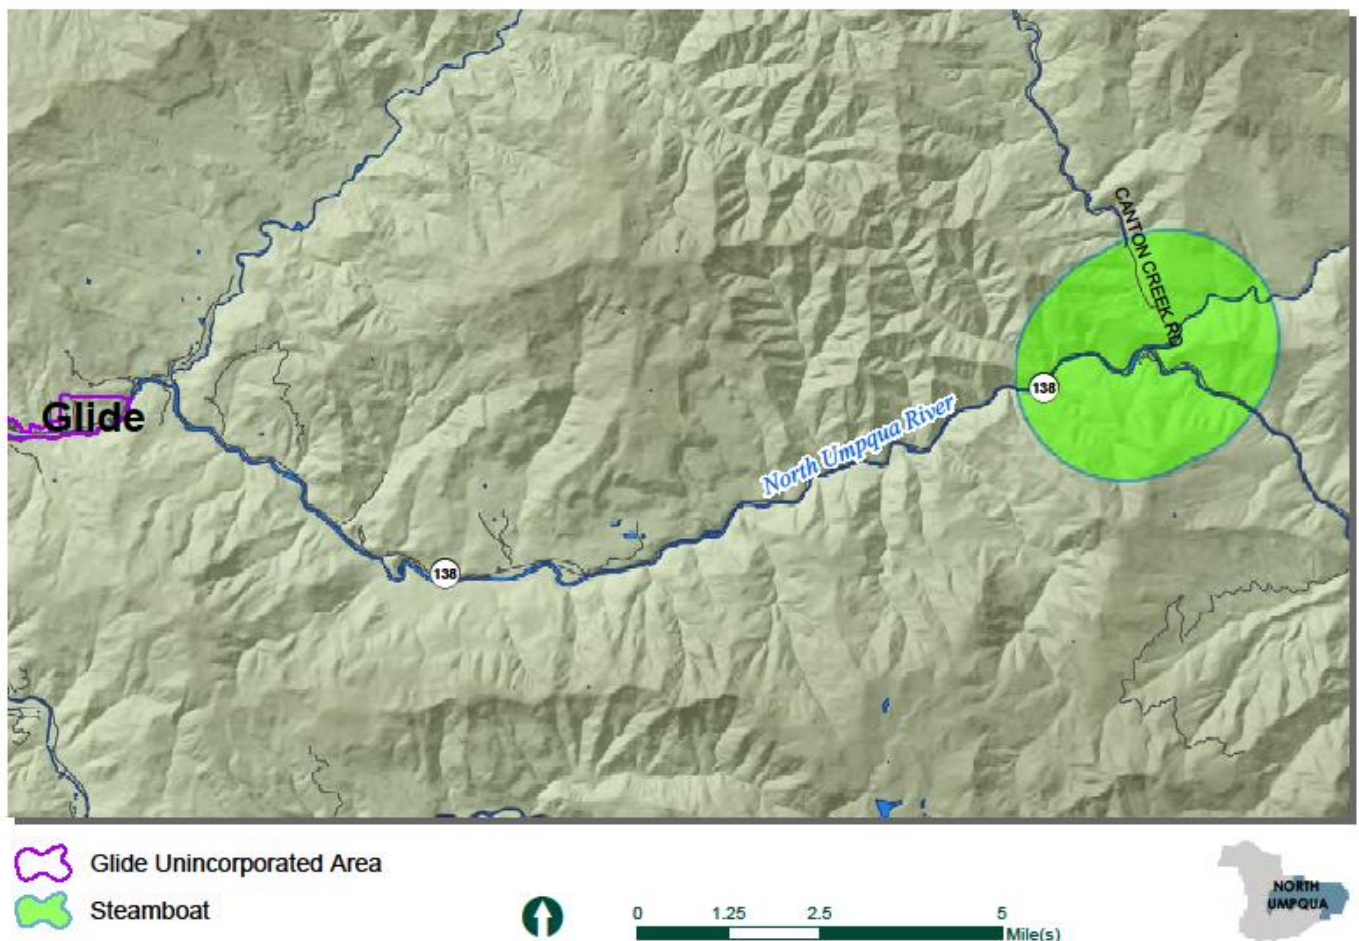 CANTON CREEK RD
138
North Umpqua River
Glide
138
Glide Unincorporated Area
Steamboat
0 1.25 2.5 5
Mile(s)
NORTH
UMPQUA